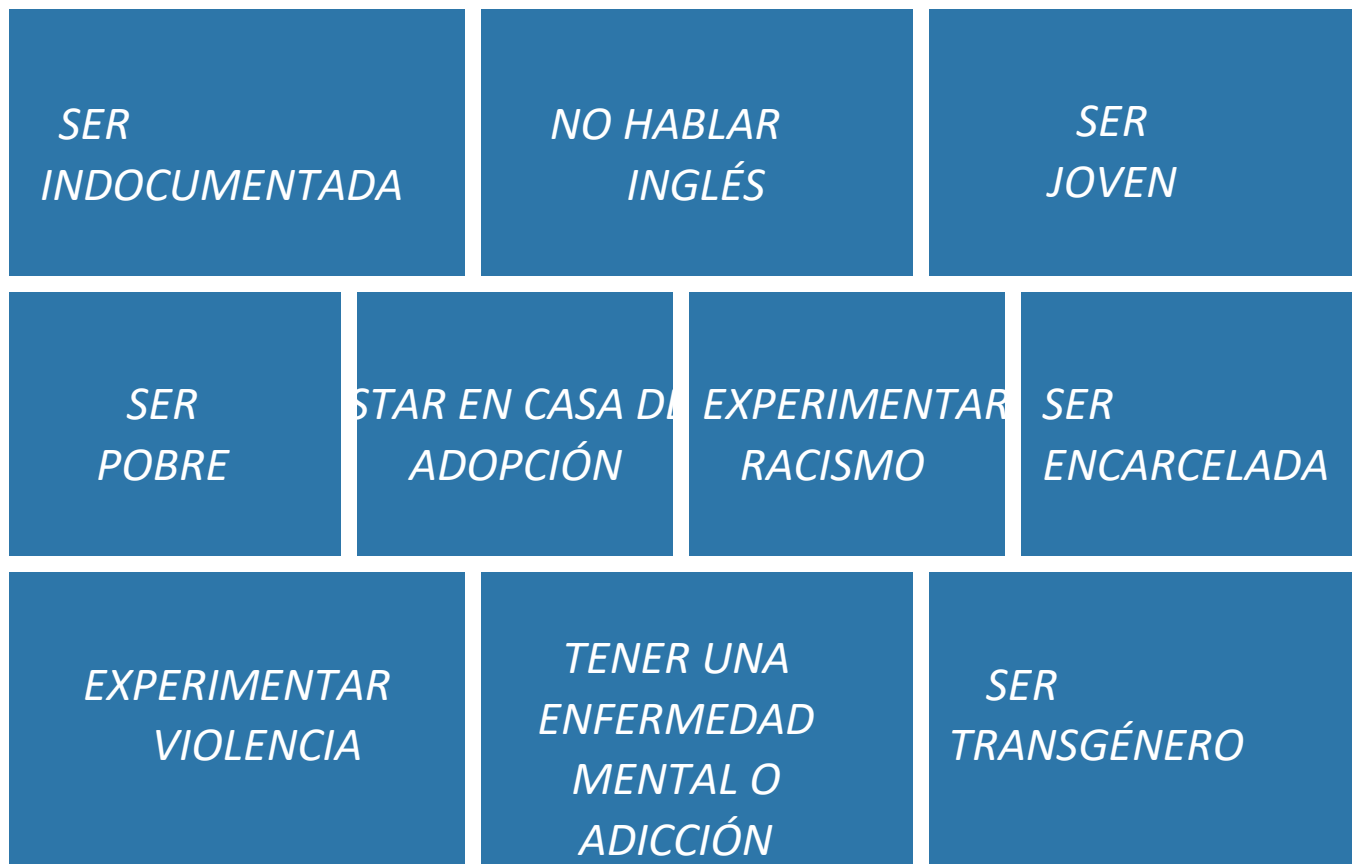 SER
INDOCUMENTADA
NO HABLAR
INGLÉS
SER
JOVEN
SER
POBRE
STAR EN CASA DE
ADOPCIÓN
EXPERIMENTAR
RACISMO
SER
ENCARCELADA
EXPERIMENTAR
VIOLENCIA
TENER UNA
ENFERMEDAD
MENTAL O
ADICCIÓN
SER
TRANSGÉNERO